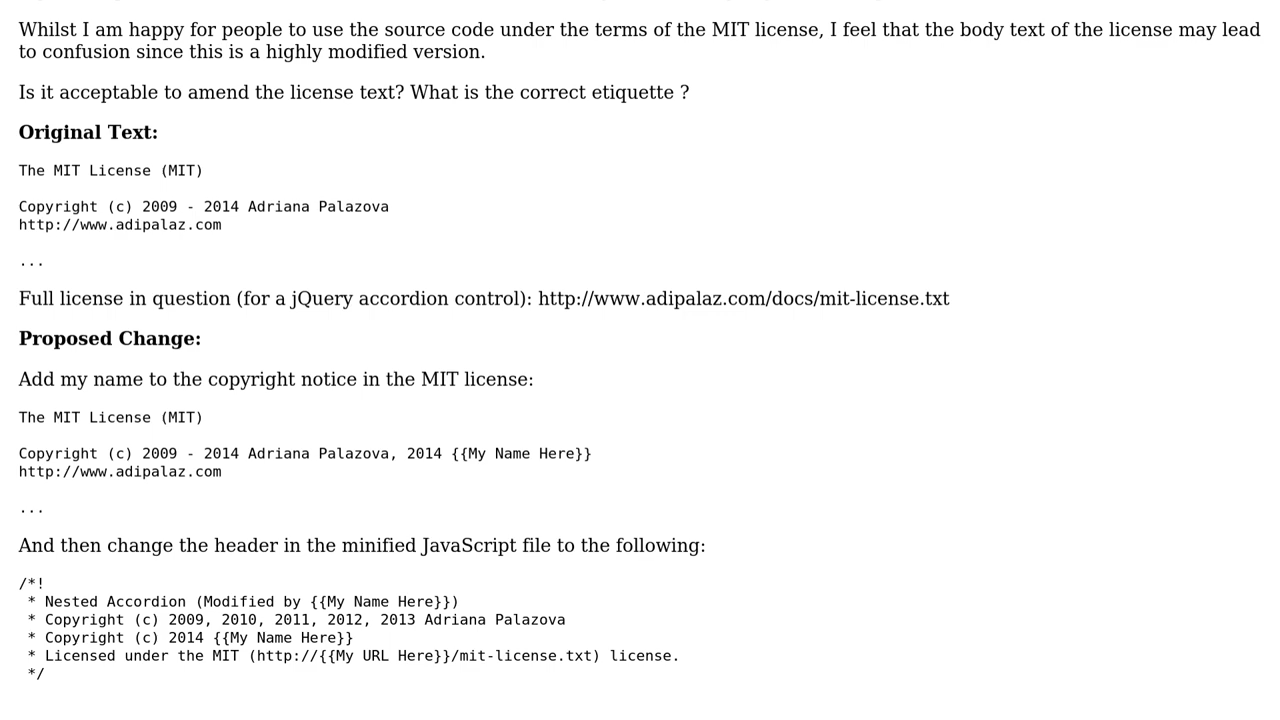 Whilst I am happy for people to use the source code under the terms of the MIT license, I feel that the body text of the license may lead
to confusion since this is a highly modified version.
Is it acceptable to amend the license text? What is the correct etiquette ?
Original Text:
The MIT License (MIT)
Copyright (c) 2009 - 2014 Adriana Palazova
http://www.adipalaz.com
...
Full license in question (for a jQuery accordion control): http://www.adipalaz.com/docs/mit-license.txt
Proposed Change:
Add my name to the copyright notice in the MIT license:
The MIT License (MIT)
Copyright (c) 2009 - 2014 Adriana Palazova, 2014 {{My Name Here}}
http://www.adipalaz.com
...
And then change the header in the minified JavaScript file to the following:
/*!
 * Nested Accordion (Modified by {{My Name Here}})
 * Copyright (c) 2009, 2010, 2011, 2012, 2013 Adriana Palazova
 * Copyright (c) 2014 {{My Name Here}}
 * Licensed under the MIT (http://{{My URL Here}}/mit-license.txt) license.
 */